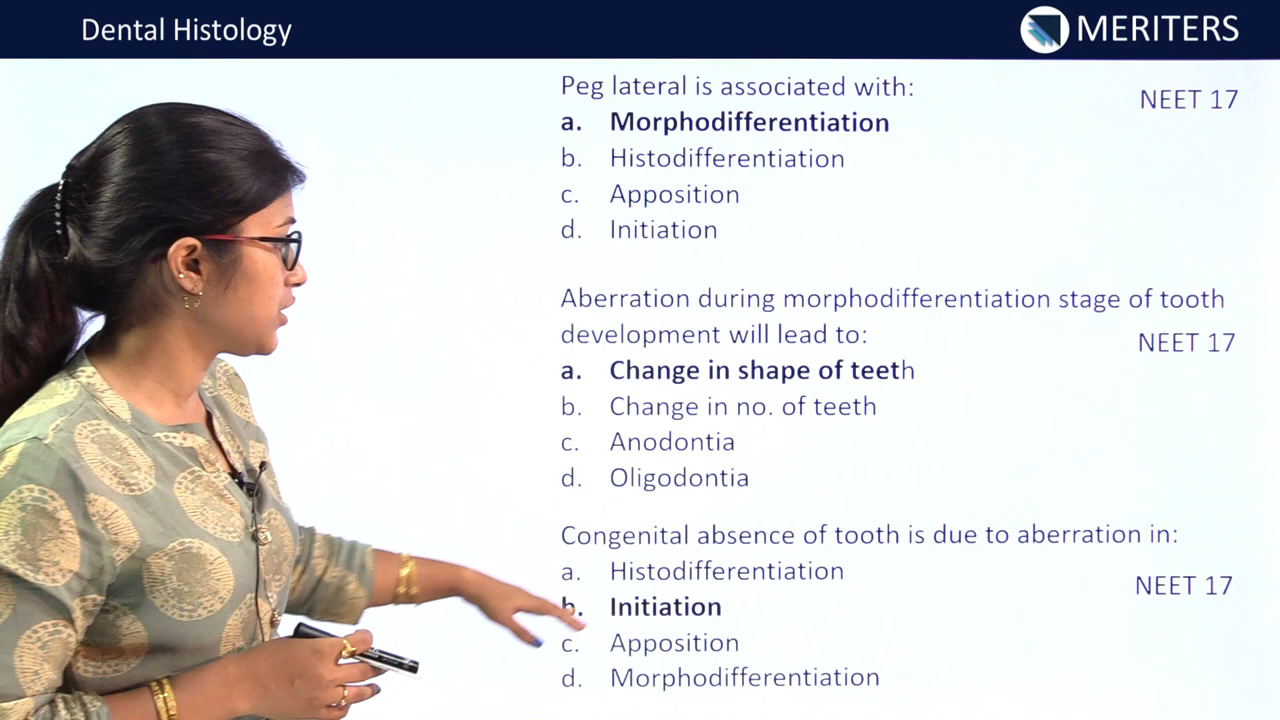 Dental Histology
MERITERS
Peg lateral is associated with:
NEET 17
a. Morphodifferentiation
b. Histodifferentiation
c. Apposition
d. Initiation
Aberration during morphodifferentiation stage of tooth
development will lead to:
NEET 17
a. Change in shape of teeth
b. Change in no. of teeth
c. Anodontia
d. Oligodontia
Congenital absence of tooth is due to aberration in:
a. Histodifferentiation
NEET 17
b. Initiation
c. Apposition
d. Morphodifferentiation